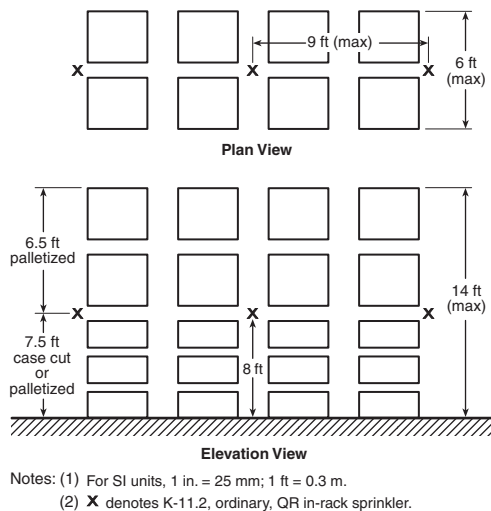 9 ft (max)
6 ft
(max)
X X X
Plan View
6.5 ft
palletized
14 ft
(max)
X X X
7.5 ft
case cut
or
palletized
8 ft
Elevation View
Notes: (1) For SI units, 1 in. = 25 mm; 1 ft = 0.3 m.
(2) X denotes K-11.2, ordinary, QR in-rack sprinkler.